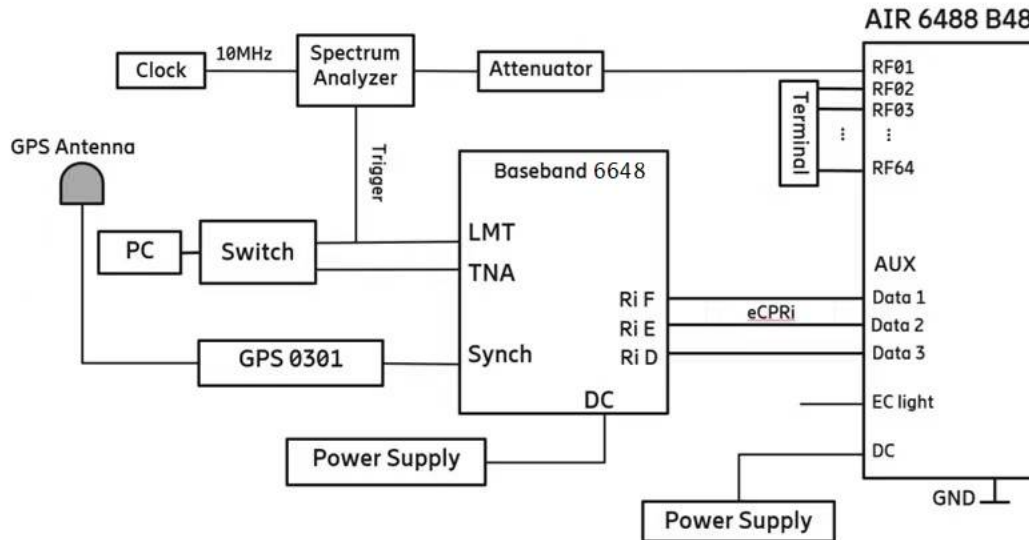 AIR 6488 B48
Clock
10MHz
Spectrum
Analyzer
Attenuator
RF01
RF02
RF03
RF64
Terminal
GPS Antenna
Trigger
Baseband 6648
PC
Switch
LMT
TNA
AUX
Ri F
Ri E
Ri D
eCPRi
Data 1
Data 2
Data 3
GPS 0301
Synch
DC
EC light
DC
Power Supply
Power Supply
GND